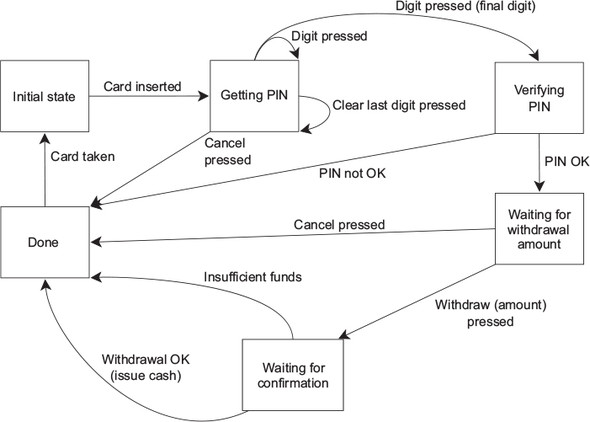 Digit pressed (final digit)
Digit pressed
Initial state
Card inserted
Getting PIN
Clear last digit pressed
Verifying
PIN
Card taken
Cancel
pressed
PIN not OK
PIN OK
Done
Cancel pressed
Waiting for
withdrawal
amount
Insufficient funds
Withdraw (amount)
pressed
Withdrawal OK
(issue cash)
Waiting for
confirmation